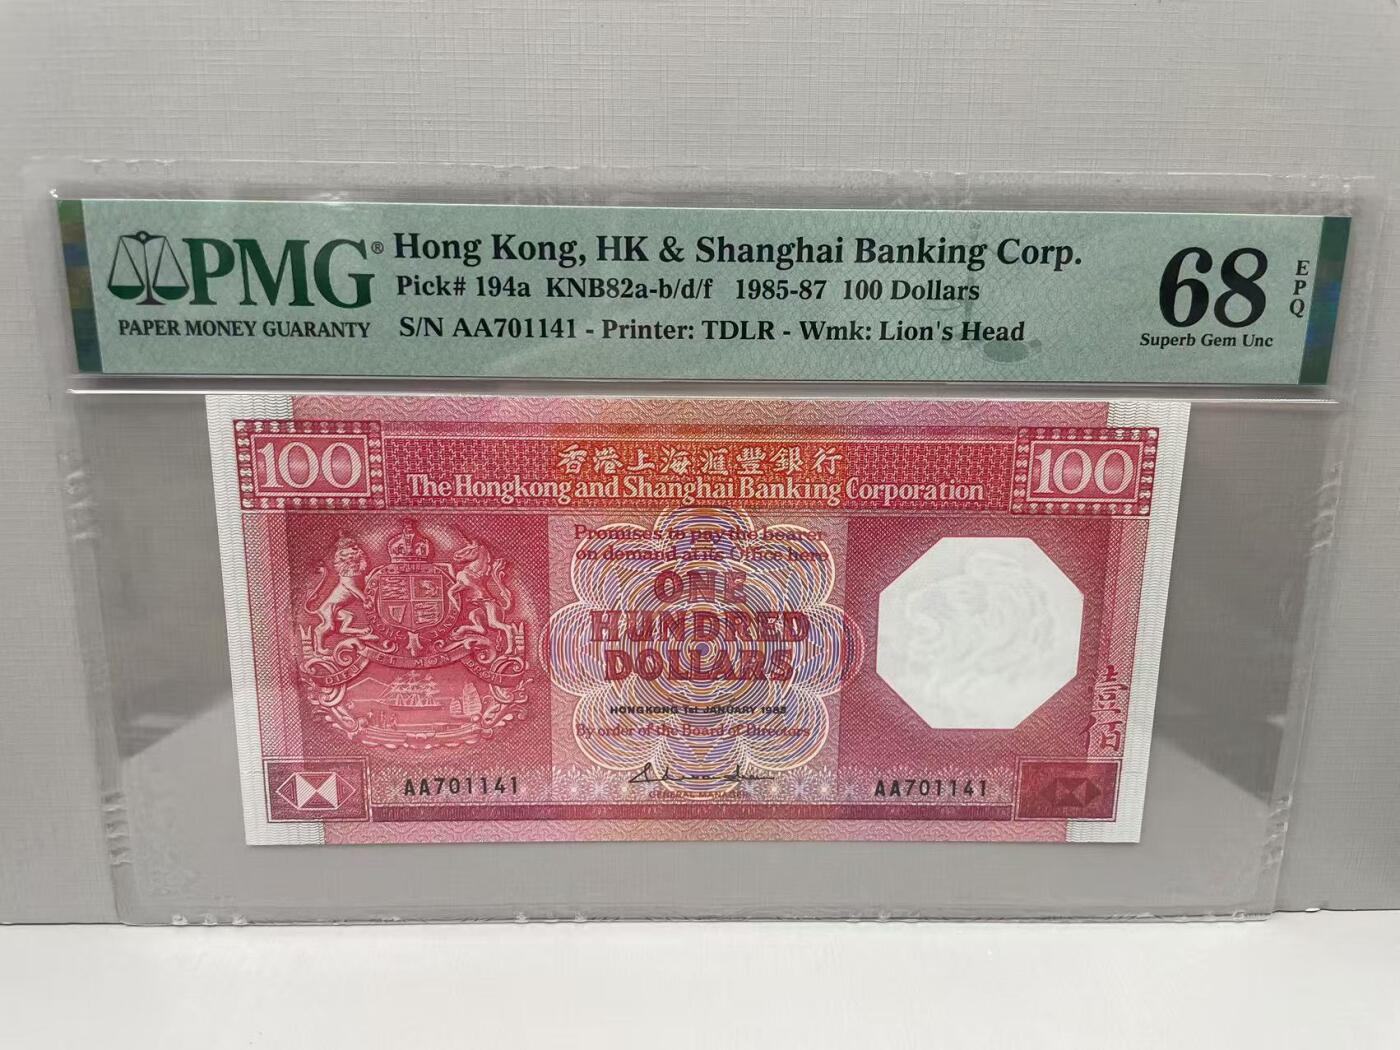 PMG®
PAPER MONEY GUARANTY
Hong Kong, HK & Shanghai Banking Corp.
Pick# 194a KNB82a-b/d/f 1985-87 100 Dollars
S/N AA701141 - Printer: TDLR - Wmk: Lion's Head
68
EPQ
Superb Gem Unc
100
香港上海滙豐銀行
100
The Hongkong and Shanghai Banking Corporation
Promises to pay the bearer
on demand at its Office here
ONE
HUNDRED
DOLLARS
HONGKONG 1st JANUARY 1985
By order of the Board of Directors
壹百
AA701141
AA701141
GENERAL MANAGER